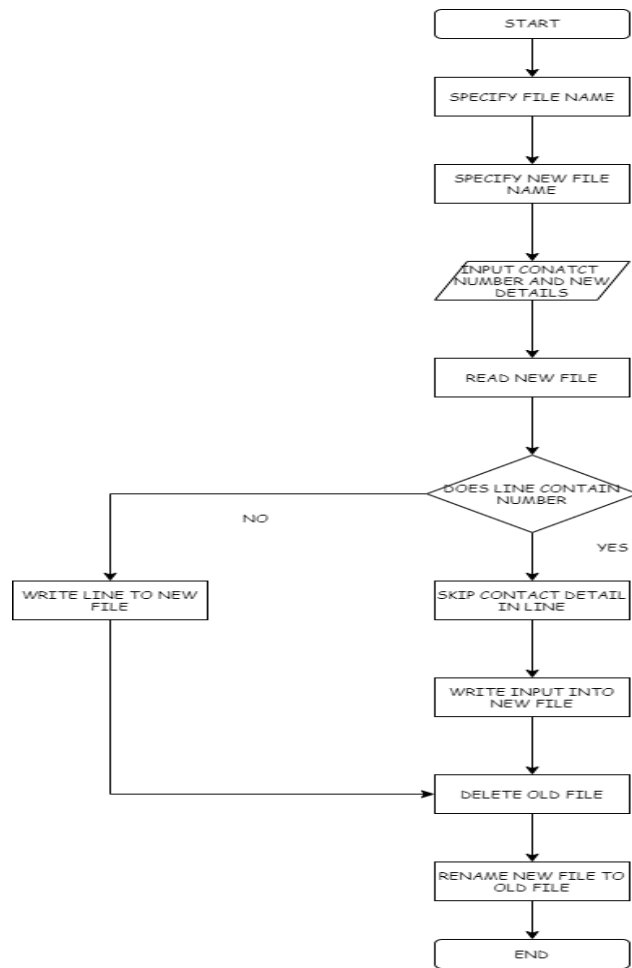 START
SPECIFY FILE NAME
SPECIFY NEW FILE
NAME
INPUT CONATCT
NUMBER AND NEW
DETAILS
READ NEW FILE
DOES LINE CONTAIN
NUMBER
NO
YES
WRITE LINE TO NEW
FILE
SKIP CONTACT DETAIL
IN LINE
WRITE INPUT INTO
NEW FILE
DELETE OLD FILE
RENAME NEW FILE TO
OLD FILE
END